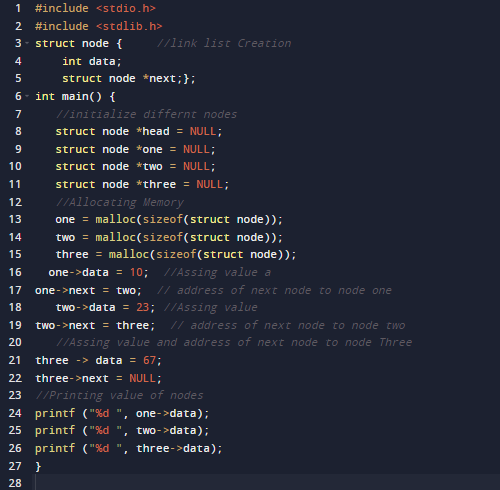 1 #include <stdio.h>
2 #include <stdlib.h>
3 struct node {     //link list Creation
4     int data;
5     struct node *next;};
6 int main() {
7    //initialize differnt nodes
8    struct node *head = NULL;
9    struct node *one = NULL;
10    struct node *two = NULL;
11    struct node *three = NULL;
12    //Allocating Memory
13    one = malloc(sizeof(struct node));
14    two = malloc(sizeof(struct node));
15    three = malloc(sizeof(struct node));
16   one->data = 10;  //Assing value a
17 one->next = two;  // address of next node to node one
18    two->data = 23; //Assing value
19 two->next = three;  // address of next node to node two
20    //Assing value and address of next node to node Three
21 three -> data = 67;
22 three->next = NULL;
23 //Printing value of nodes
24 printf ("%d ", one->data);
25 printf ("%d ", two->data);
26 printf ("%d ", three->data);
27 }
28